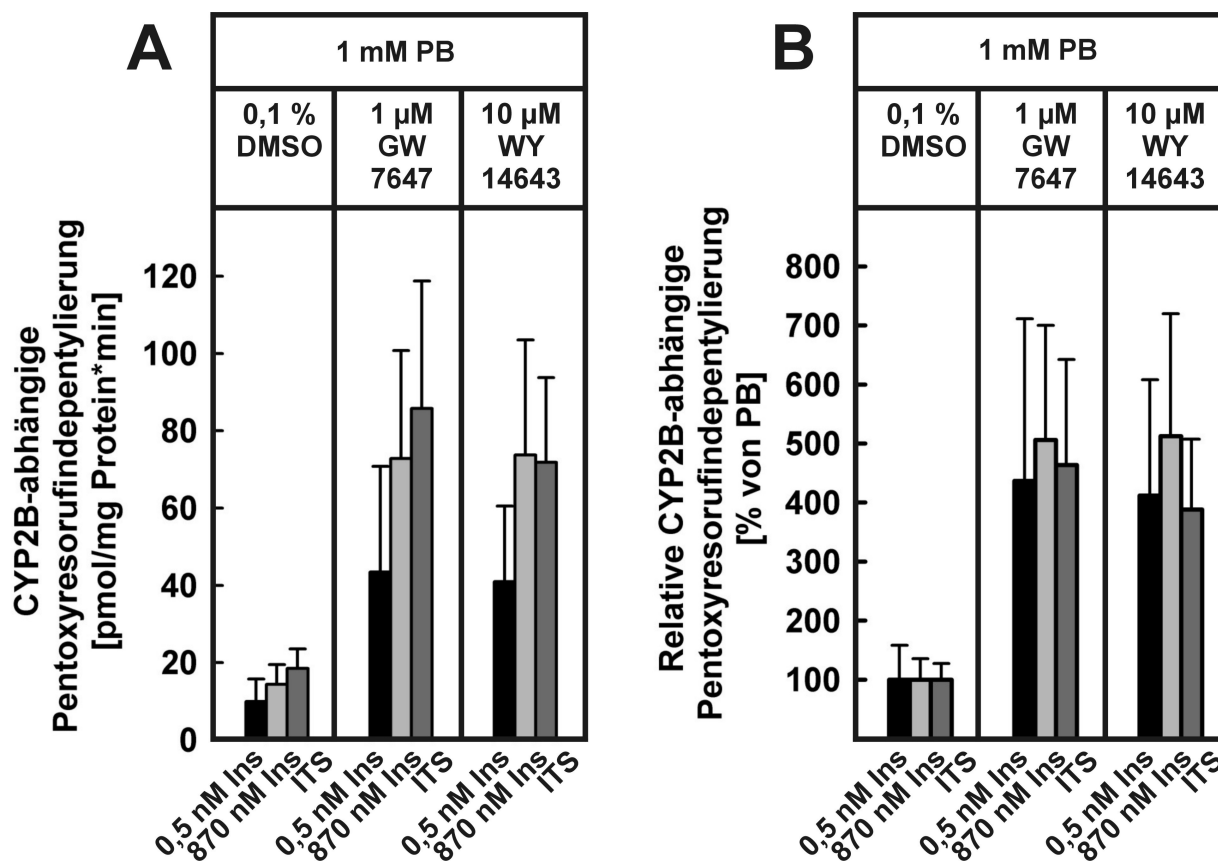 A
1 mM PB
0,1 %
DMSO
1 µM
GW
7647
10 µM
WY
14643
CYP2B-abhängige
Pentoxyresorufindepentylierung
[pmol/mg Protein*min]
120
100
80
60
40
20
0
0,5 nM Ins
870 nM Ins
ITS
0,5 nM Ins
870 nM Ins
ITS
0,5 nM Ins
870 nM Ins
ITS
B
1 mM PB
0,1 %
DMSO
1 µM
GW
7647
10 µM
WY
14643
Relative CYP2B-abhängige
Pentoxyresorufindepentylierung
[% von PB]
800
700
600
500
400
300
200
100
0,5 nM Ins
870 nM Ins
ITS
0,5 nM Ins
870 nM Ins
ITS
0,5 nM Ins
870 nM Ins
ITS